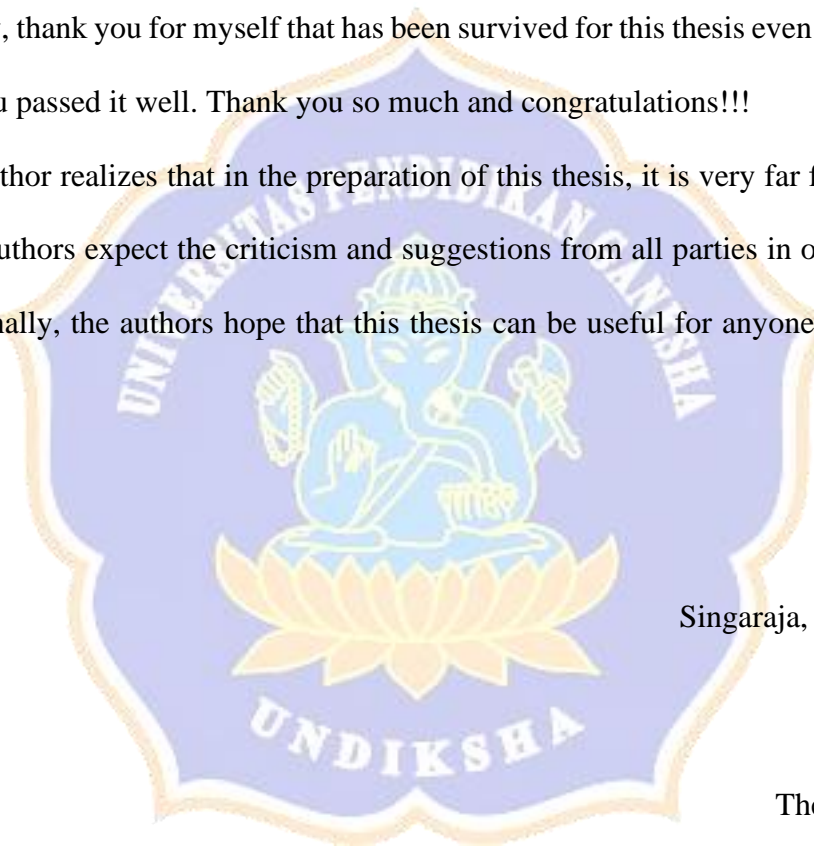 , thank you for myself that has been survived for this thesis even
passed it well. Thank you so much and congratulations!!!
thor realizes that in the preparation of this thesis, it is very far
uthors expect the criticism and suggestions from all parties in
nally, the authors hope that this thesis can be useful for anyone
UNIVERSITAS PENDIDIKAN GANESHA
Singaraja,
UNDIKSHA
The